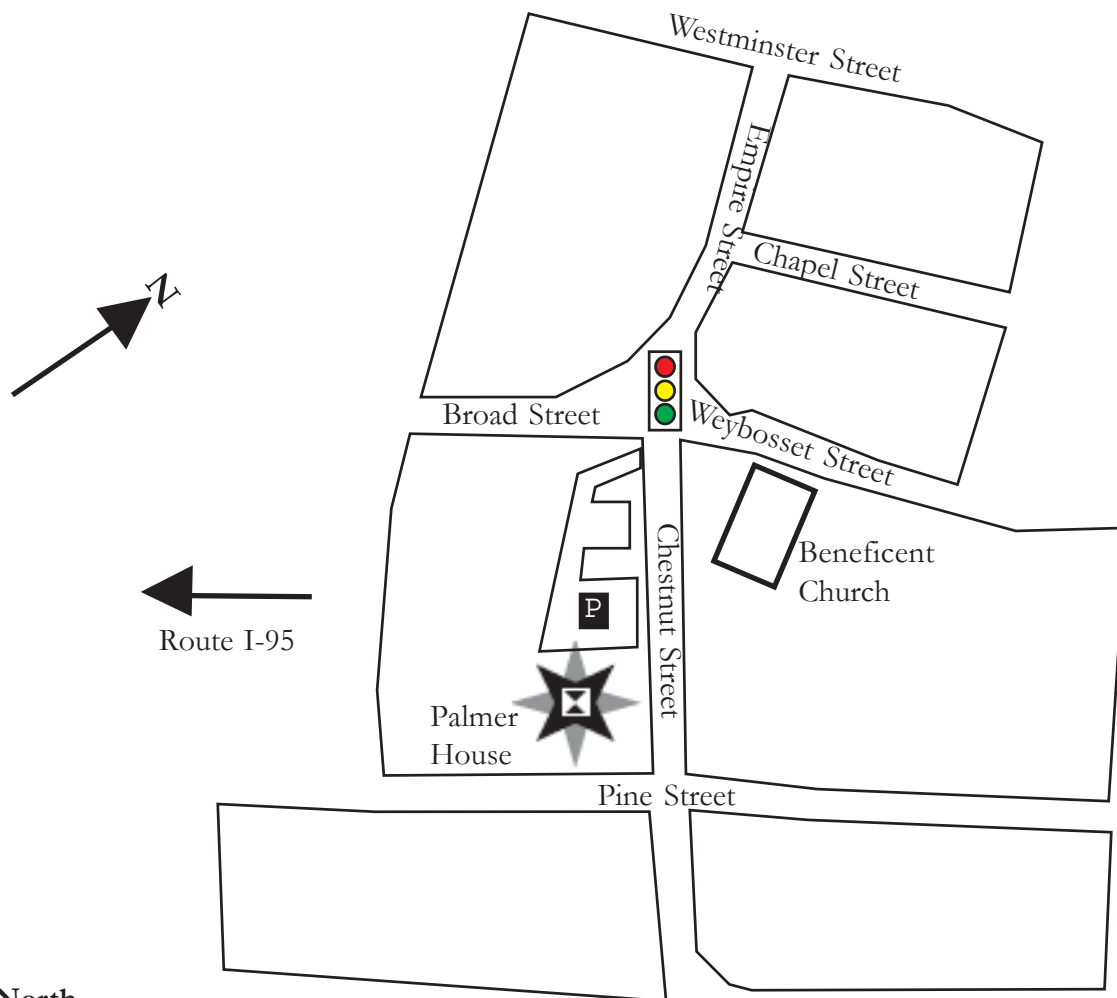 Westminster Street
Empire Street
Chapel Street
N
Broad Street
Weybosset Street
Chestnut Street
Beneficent
Church
P
Route I-95
Palmer
House
Pine Street
North